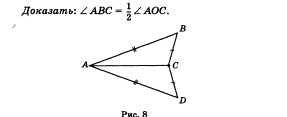 Доказать: ∠ABC = 1/2 ∠AOC.
B
A
C
D
Рис. 8